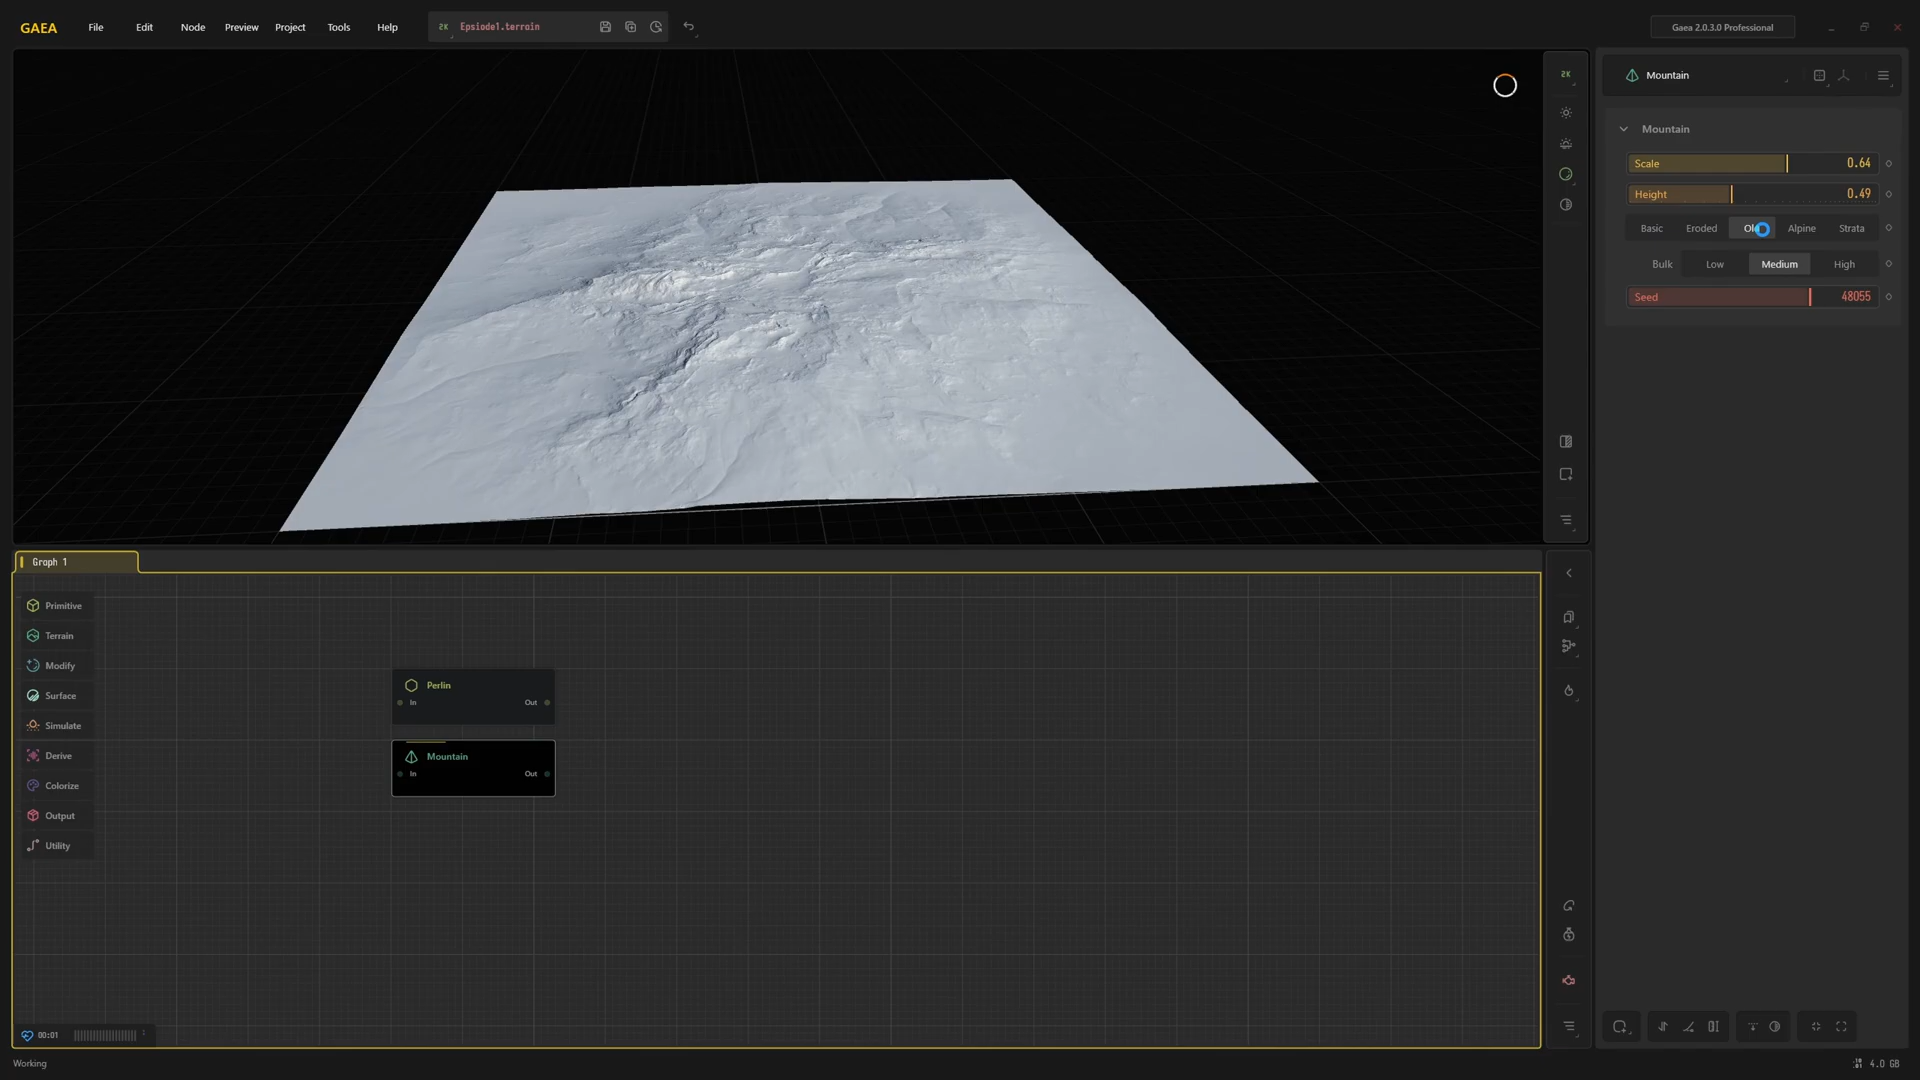 GAEA File Edit Node Preview Project Tools Help 2K Epsiode1.terrain Gaea 2.0.3.0 Professional
2K
Mountain
Mountain
Scale 0.64
Height 0.49
Basic Eroded Alpine Strata
Bulk Low Medium High
Seed 48055
Graph 1
Primitive
Terrain
Modify
Surface
Simulate
Derive
Colorize
Output
Utility
Perlin
In Out
Mountain
In Out
00:01
Working
4.0 GB